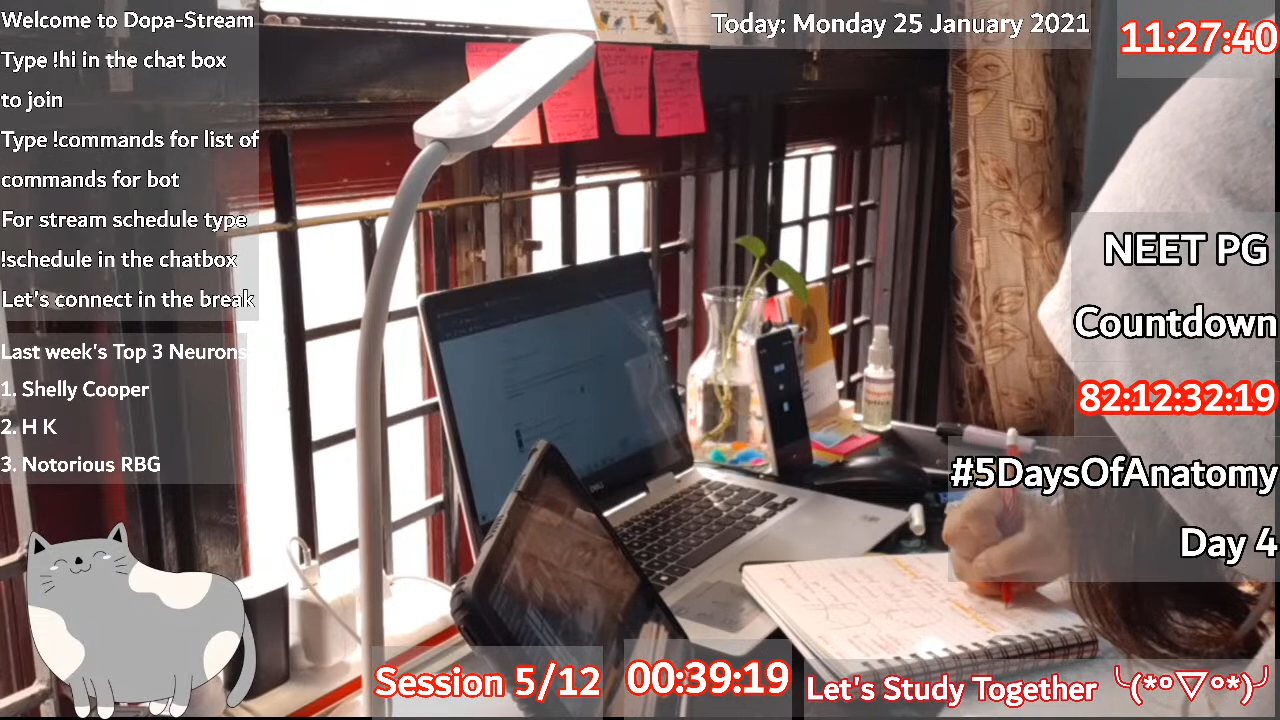 Welcome to Dopa-Stream
Type !hi in the chat box
to join
Type !commands for list of
commands for bot
For stream schedule type
!schedule in the chatbox
Let's connect in the break
Last week's Top 3 Neurons
1. Shelly Cooper
2. H K
3. Notorious RBG
Today: Monday 25 January 2021
11:27:40
NEET PG
Countdown
82:12:32:19
#5DaysOfAnatomy
Day 4
DELL
Session 5/12
00:39:19
Let's Study Together ╰(*°▽°*)╯